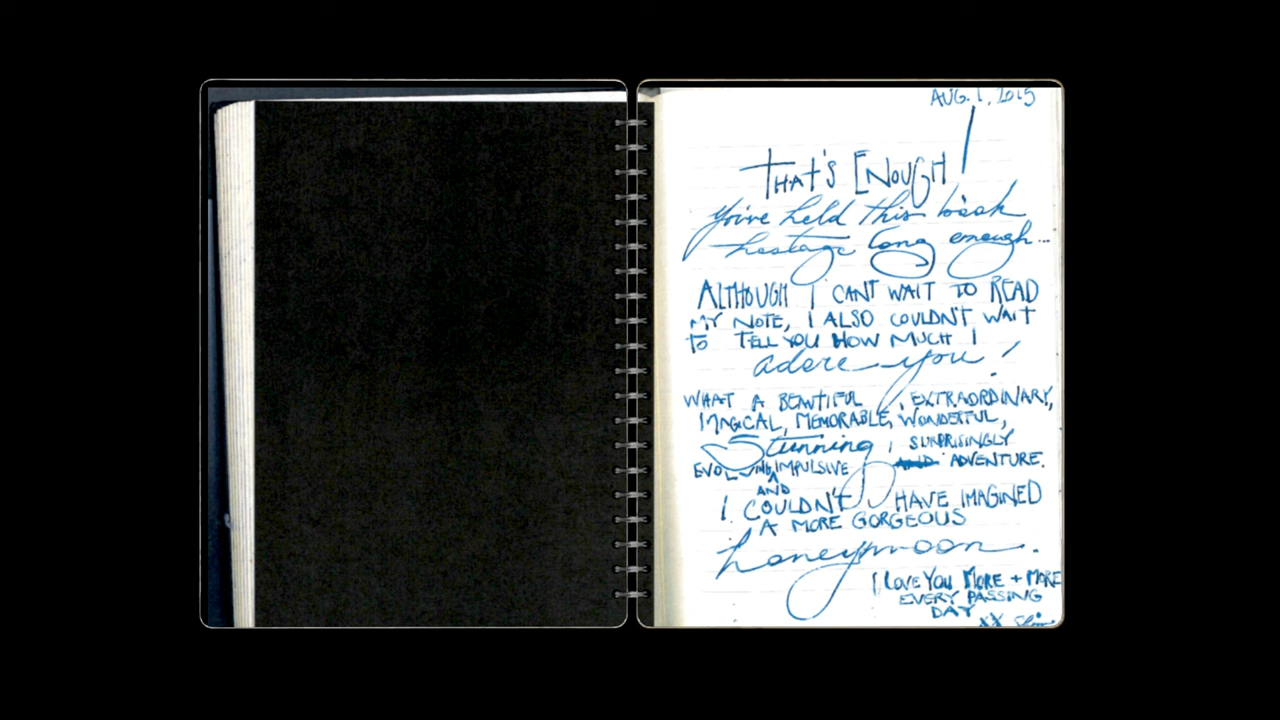 AUG. 1, 2015
THAT'S ENOUGH!
You've held this book
hostage long enough...
ALTHOUGH I CANT WAIT TO READ
MY NOTE, I ALSO COULDN'T WAIT
TO TELL YOU HOW MUCH I
adore you!
WHAT A BEAUTIFUL, EXTRAORDINARY,
MAGICAL, MEMORABLE, WONDERFUL,
Stunning, SURPRISINGLY
EVOLVING, IMPULSIVE AND ADVENTURE.
AND
I COULDN'T HAVE IMAGINED
A MORE GORGEOUS
honeymoon.
I LOVE YOU MORE + MORE
EVERY PASSING
DAY
XX